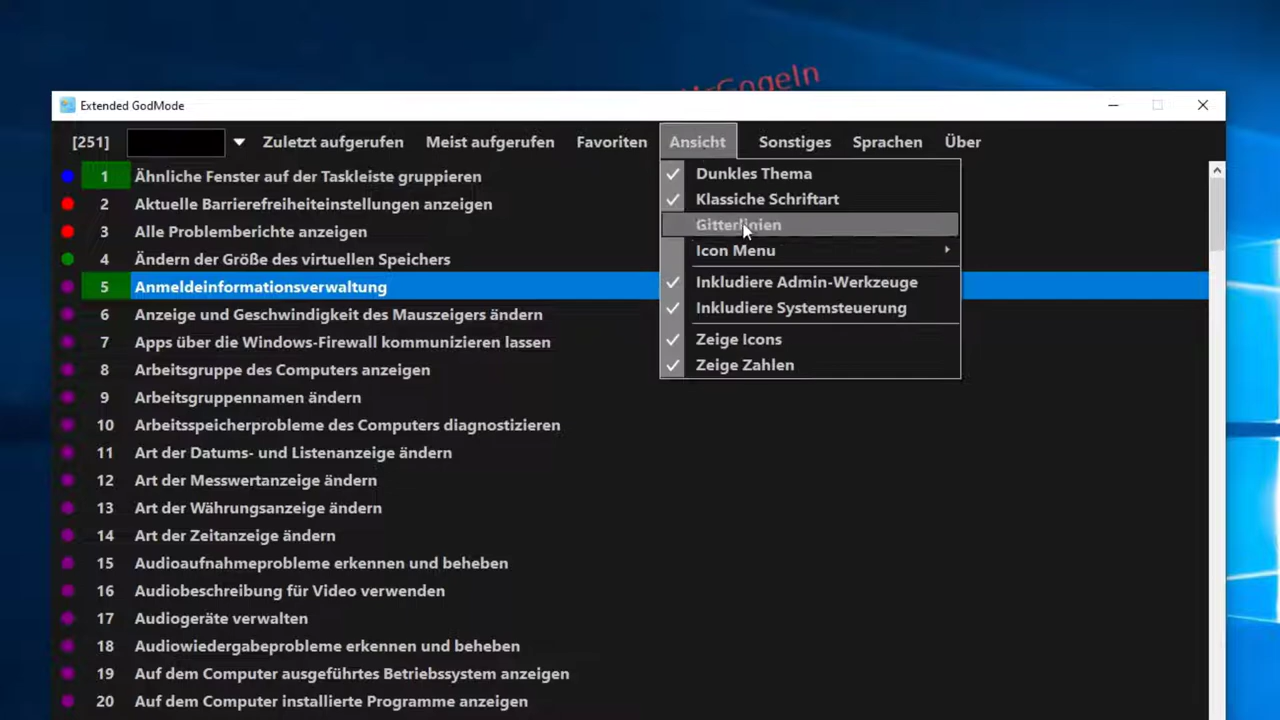 Extended GodMode
[251] Zuletzt aufgerufen Meist aufgerufen Favoriten Ansicht Sonstiges Sprachen Über
1 Ähnliche Fenster auf der Taskleiste gruppieren
2 Aktuelle Barrierefreiheiteinstellungen anzeigen
3 Alle Problemberichte anzeigen
4 Ändern der Größe des virtuellen Speichers
5 Anmeldeinformationsverwaltung
6 Anzeige und Geschwindigkeit des Mauszeigers ändern
7 Apps über die Windows-Firewall kommunizieren lassen
8 Arbeitsgruppe des Computers anzeigen
9 Arbeitsgruppennamen ändern
10 Arbeitsspeicherprobleme des Computers diagnostizieren
11 Art der Datums- und Listenanzeige ändern
12 Art der Messwertanzeige ändern
13 Art der Währungsanzeige ändern
14 Art der Zeitanzeige ändern
15 Audioaufnahmeprobleme erkennen und beheben
16 Audiobeschreibung für Video verwenden
17 Audiogeräte verwalten
18 Audiowiedergabeprobleme erkennen und beheben
19 Auf dem Computer ausgeführtes Betriebssystem anzeigen
20 Auf dem Computer installierte Programme anzeigen
Dunkles Thema
Klassiche Schriftart
Gitterlinien
Icon Menu
Inkludiere Admin-Werkzeuge
Inkludiere Systemsteuerung
Zeige Icons
Zeige Zahlen